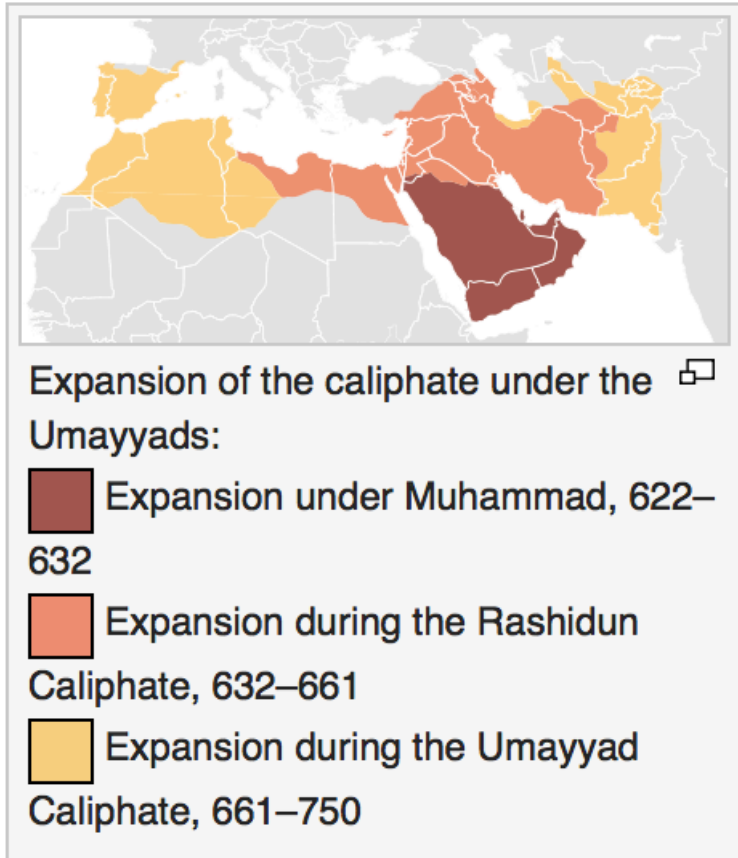 Expansion of the caliphate under the
Umayyads:
Expansion under Muhammad, 622–
632
Expansion during the Rashidun
Caliphate, 632–661
Expansion during the Umayyad
Caliphate, 661–750